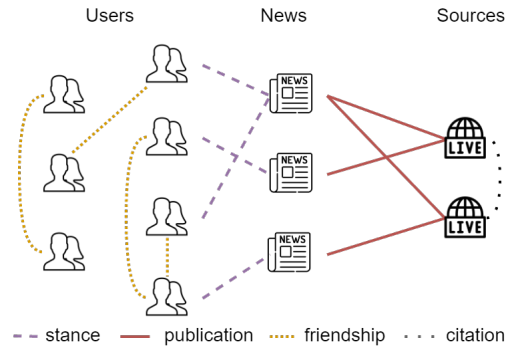 Users News Sources
NEWS
LIVE
NEWS
LIVE
NEWS
stance publication friendship citation